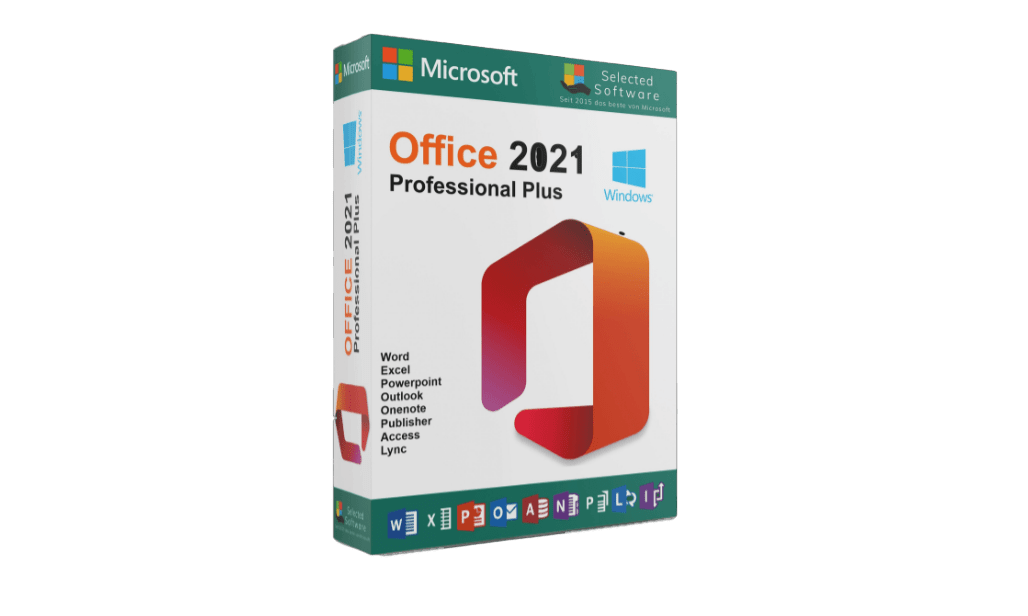 Microsoft
Selected
Software
Seit 2015 das beste von Microsoft
Office 2021
Professional Plus
Windows
Word
Excel
Powerpoint
Outlook
Onenote
Publisher
Access
Lync
W X P O A N P L I
Microsoft
Windows
OFFICE 2021
Professional Plus
Selected
Software